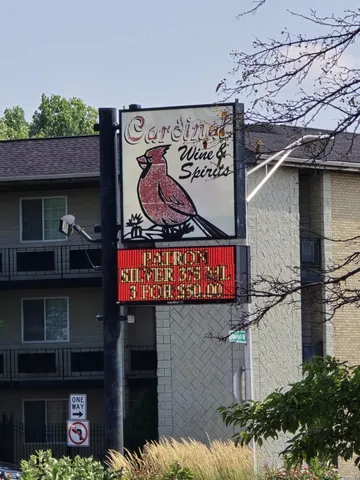 Cardinal
Wine &
Spirits
PATRON
SILVER 375 ML
3 FOR $50.00
ONE
WAY